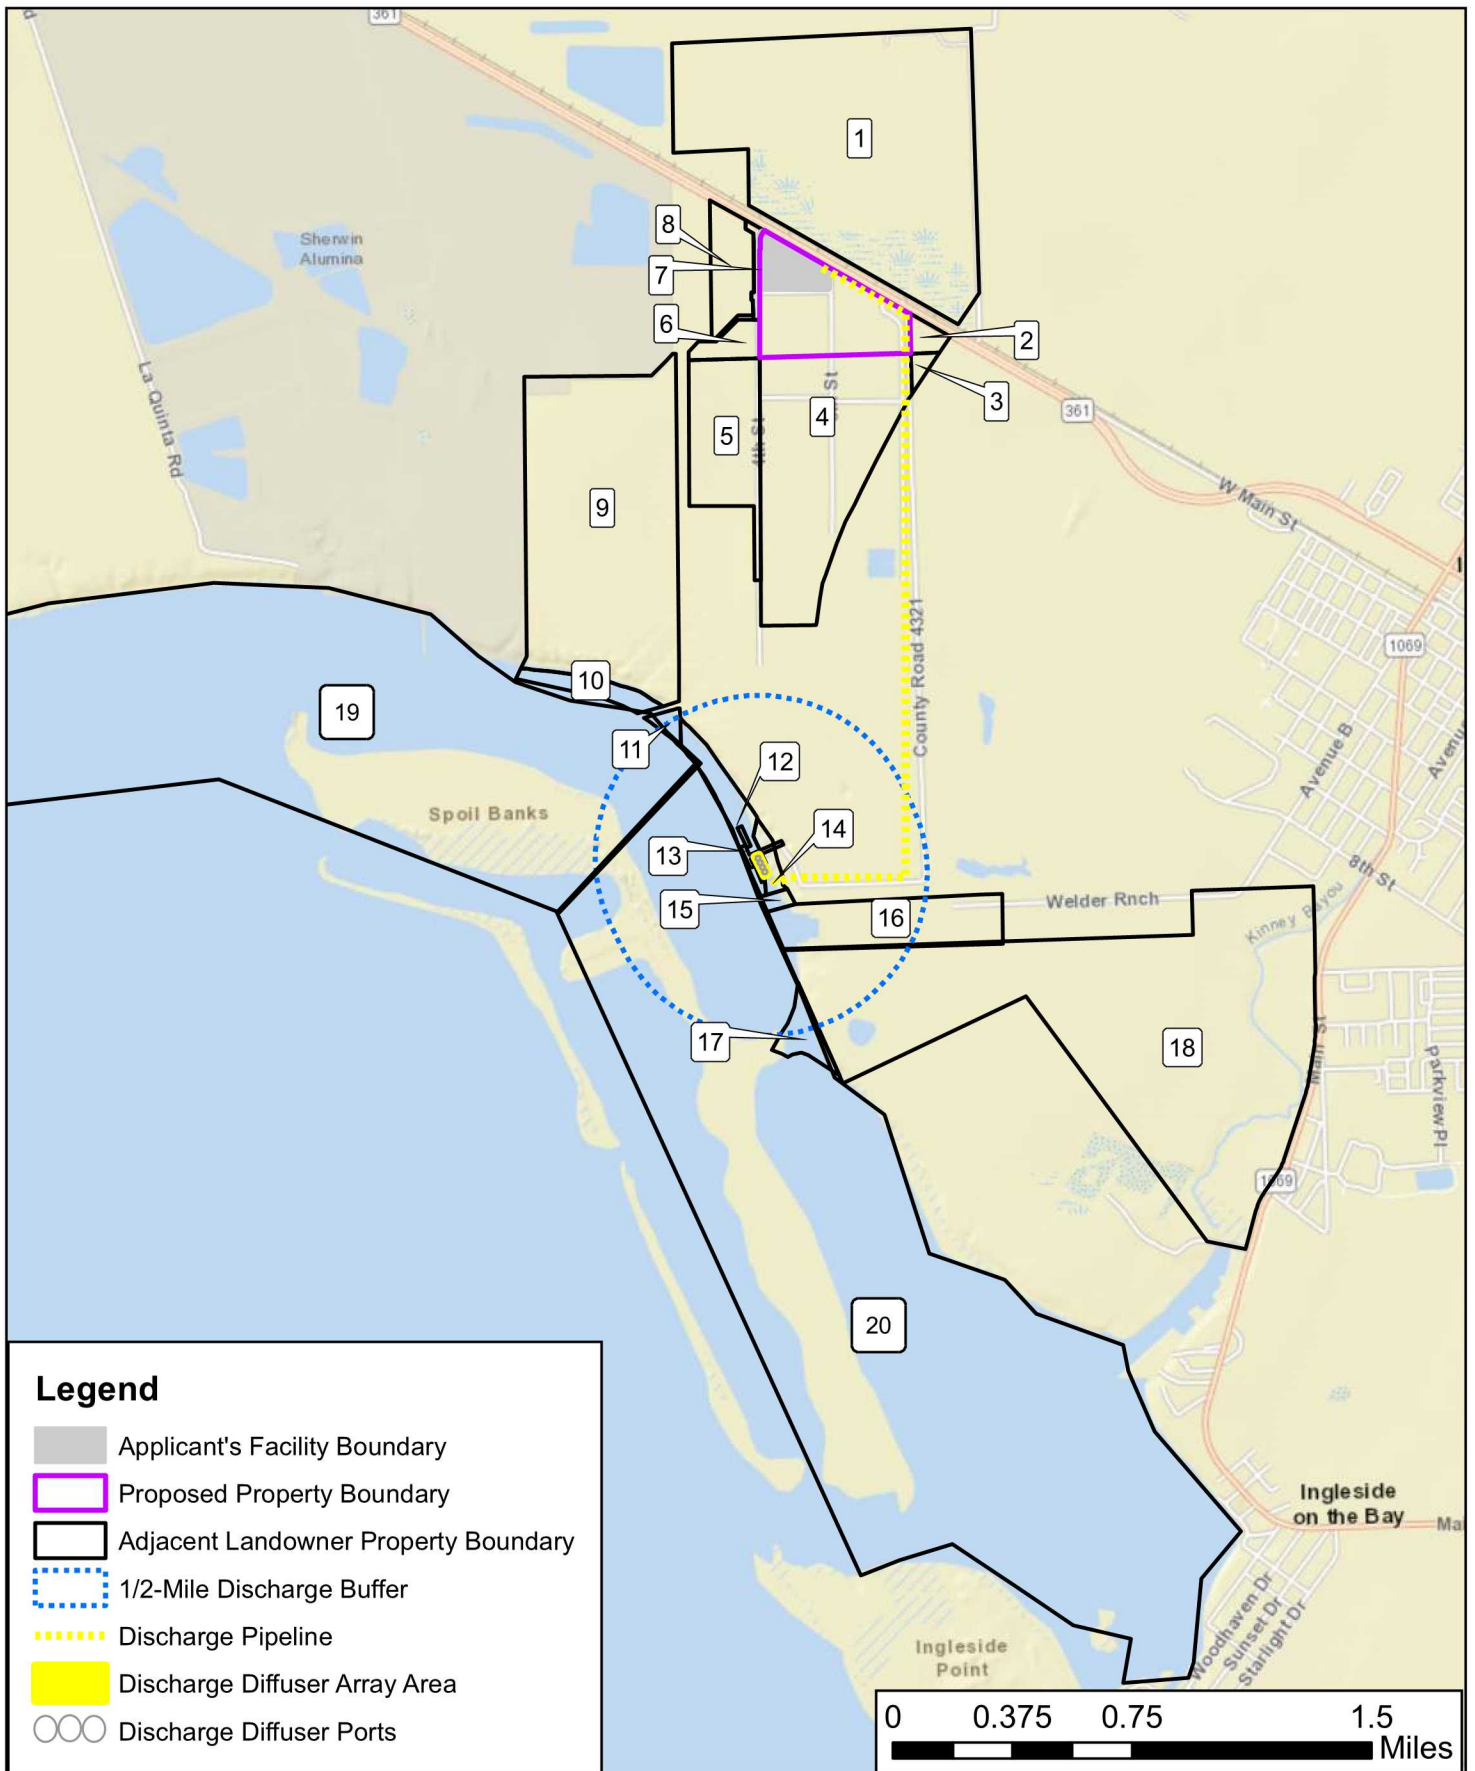 361
1
8
Sherwin
Alumina
7
6
2
3
4
5
4th St
St
361
La Quinta Rd
W Main St
9
County Road 4321
1069
10
19
11
12
Avenue B
Spoil Banks
14
13
8th St
15
16
Welder Rnch
Kinney Bayou
17
18
Main St
Parkview Pl
1069
20
Ingleside
on the Bay
Woodhaven Dr
Sunset Dr
Starlight Dr
Ingleside
Point
Legend
Applicant's Facility Boundary
Proposed Property Boundary
Adjacent Landowner Property Boundary
1/2-Mile Discharge Buffer
Discharge Pipeline
Discharge Diffuser Array Area
Discharge Diffuser Ports
0 0.375 0.75 1.5
Miles